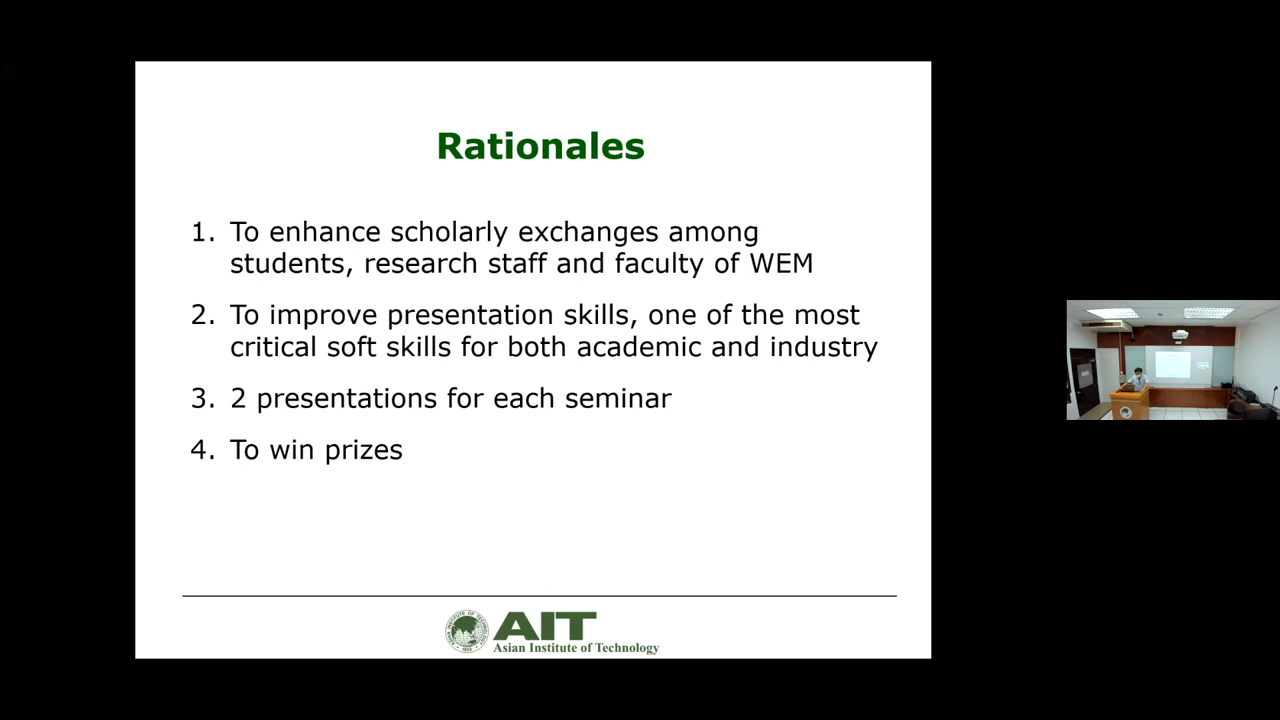 Rationales
1. To enhance scholarly exchanges among
students, research staff and faculty of WEM
2. To improve presentation skills, one of the most
critical soft skills for both academic and industry
3. 2 presentations for each seminar
4. To win prizes
AIT
Asian Institute of Technology